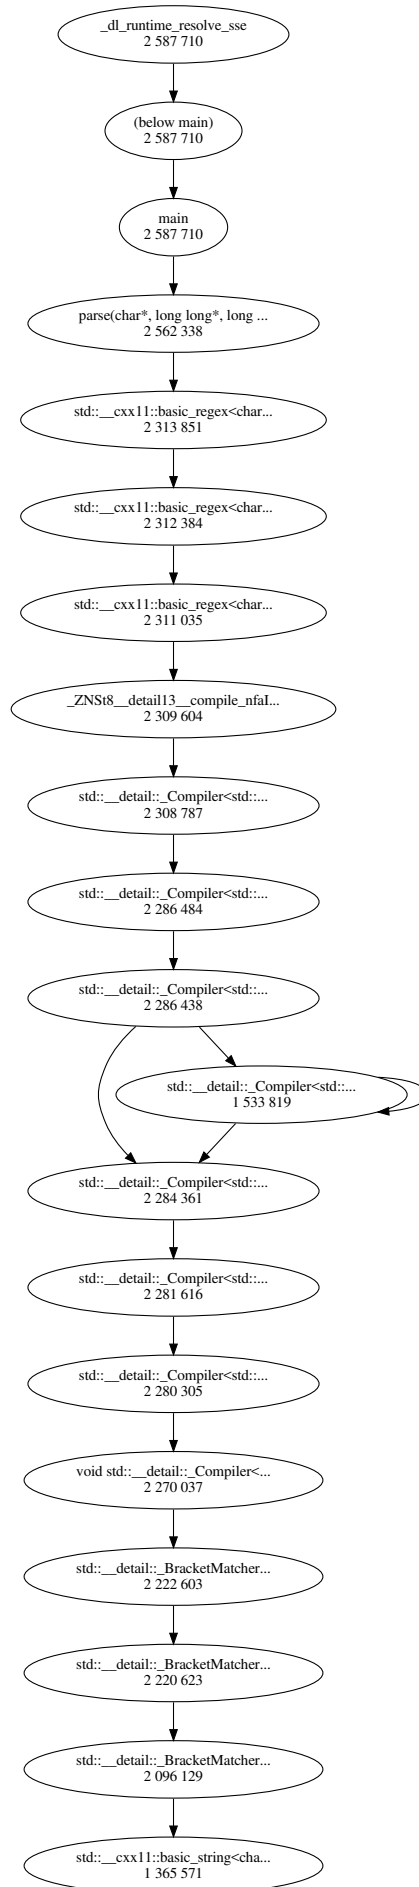 _dl_runtime_resolve_sse
2 587 710
(below main)
2 587 710
main
2 587 710
parse(char*, long long*, long ...
2 562 338
std::__cxx11::basic_regex<char...
2 313 851
std::__cxx11::basic_regex<char...
2 312 384
std::__cxx11::basic_regex<char...
2 311 035
_ZNSt8__detail13__compile_nfaI...
2 309 604
std::__detail::_Compiler<std::...
2 308 787
std::__detail::_Compiler<std::...
2 286 484
std::__detail::_Compiler<std::...
2 286 438
std::__detail::_Compiler<std::...
1 533 819
std::__detail::_Compiler<std::...
2 284 361
std::__detail::_Compiler<std::...
2 281 616
std::__detail::_Compiler<std::...
2 280 305
void std::__detail::_Compiler<...
2 270 037
std::__detail::_BracketMatcher...
2 222 603
std::__detail::_BracketMatcher...
2 220 623
std::__detail::_BracketMatcher...
2 096 129
std::__cxx11::basic_string<cha...
1 365 571